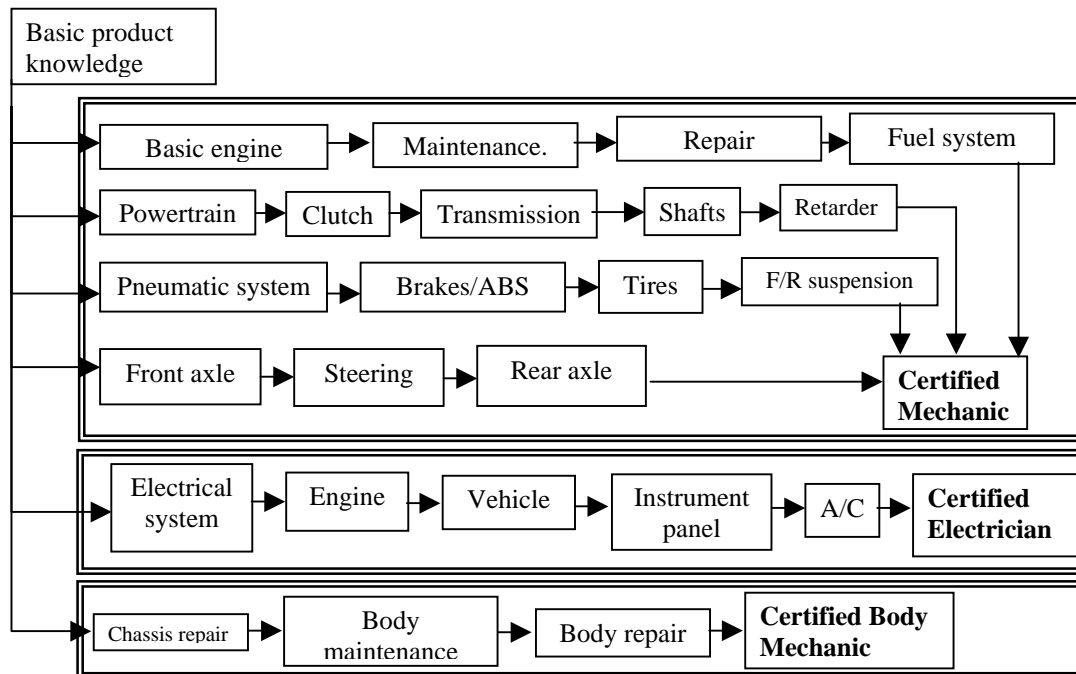 Basic product
knowledge
Basic engine
Maintenance.
Repair
Fuel system
Powertrain
Clutch
Transmission
Shafts
Retarder
Pneumatic system
Brakes/ABS
Tires
F/R suspension
Front axle
Steering
Rear axle
Certified
Mechanic
Electrical
system
Engine
Vehicle
Instrument
panel
A/C
Certified
Electrician
Chassis repair
Body
maintenance
Body repair
Certified Body
Mechanic